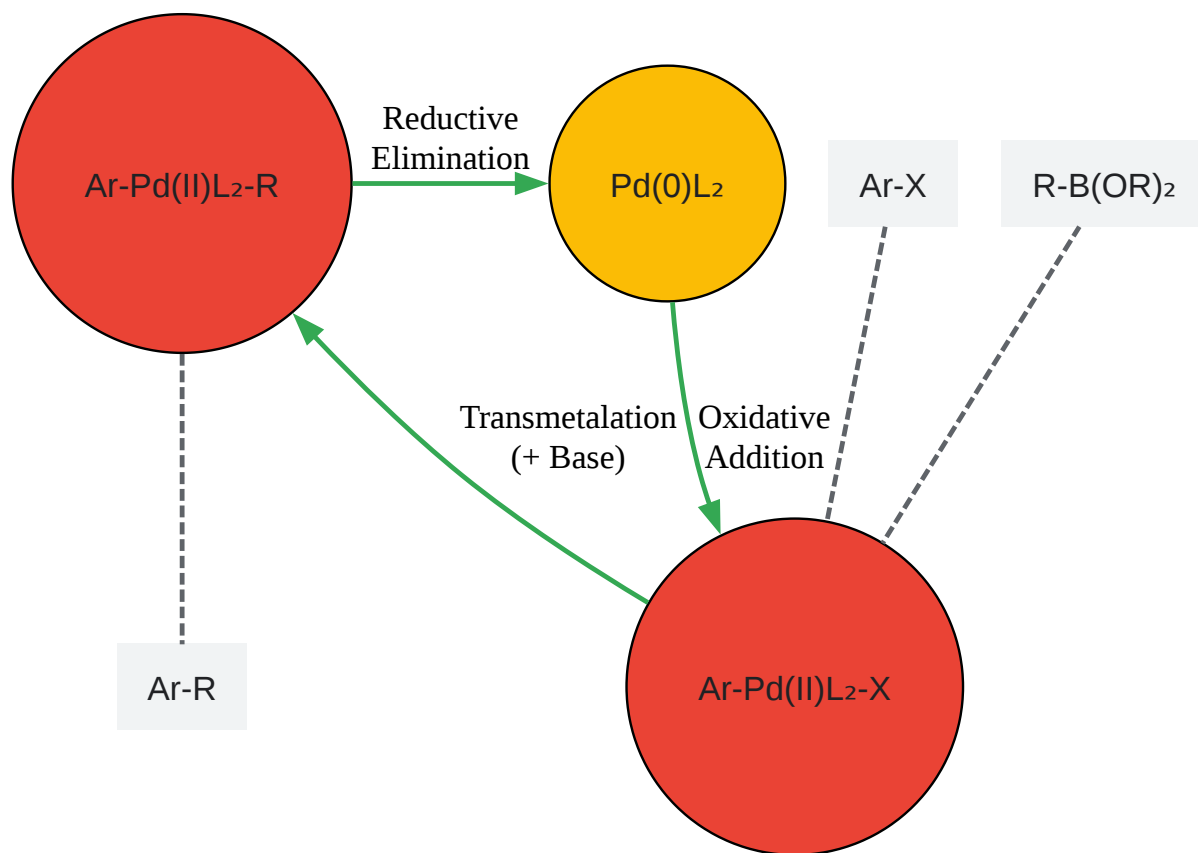 Reductive
Elimination
Ar-Pd(II)L₂-R
Pd(0)L₂
Ar-X
R-B(OR)₂
Transmetalation
(+ Base)
Oxidative
Addition
Ar-R
Ar-Pd(II)L₂-X